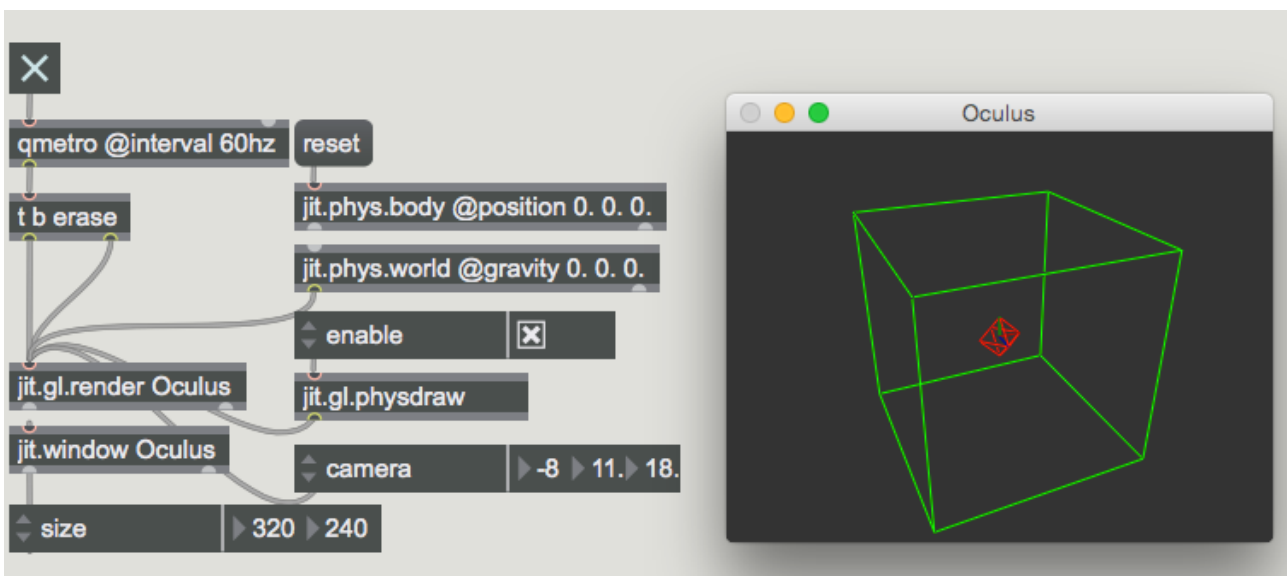 qmetro @interval 60hz
reset
t b erase
jit.phys.body @position 0. 0. 0.
jit.phys.world @gravity 0. 0. 0.
enable
jit.gl.render Oculus
jit.gl.physdraw
jit.window Oculus
camera -8 11. 18.
size 320 240
Oculus